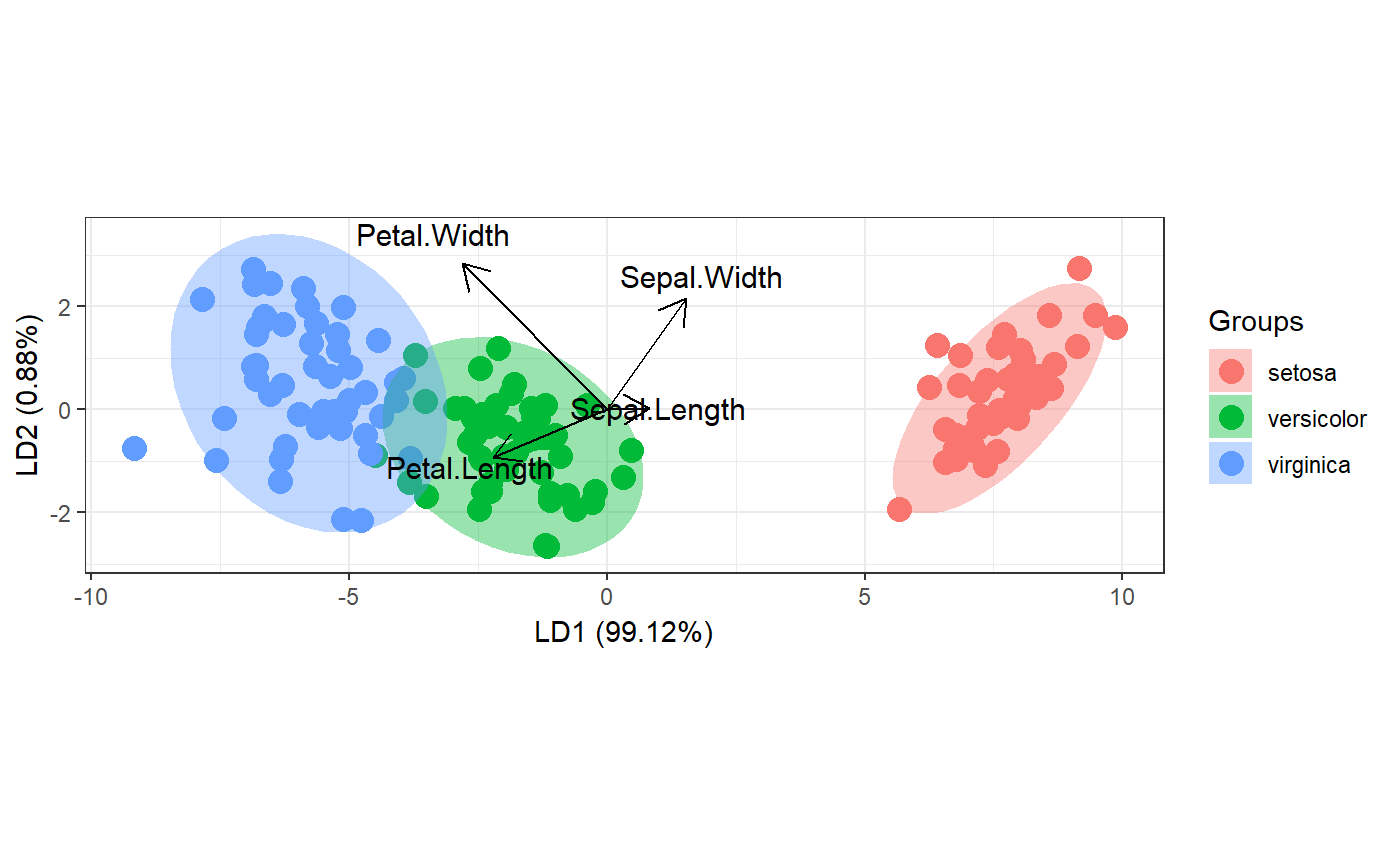 Petal.Width
Sepal.Width
Sepal.Length
Petal.Length
2
0
-2
LD2 (0.88%)
-10
-5
0
5
10
LD1 (99.12%)
Groups
setosa
versicolor
virginica